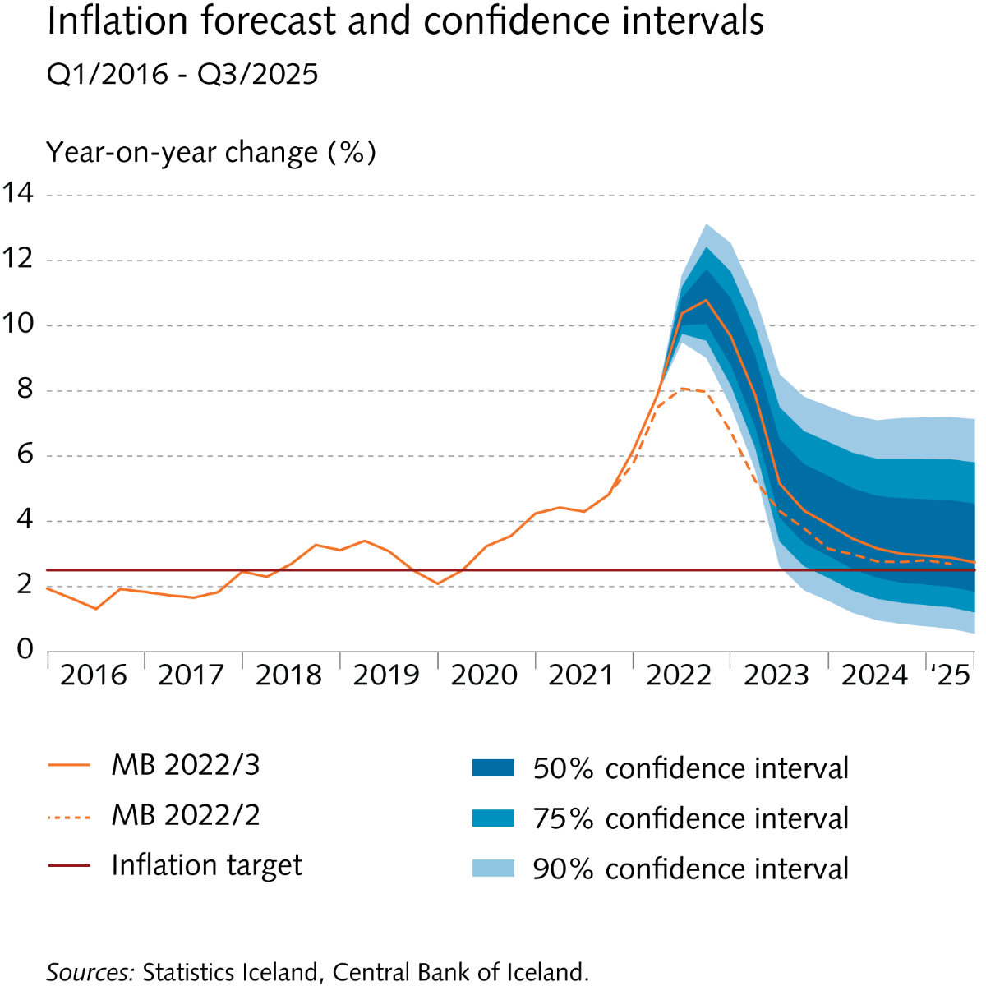 Inflation forecast and confidence intervals
Q1/2016 - Q3/2025
Year-on-year change (%)
14
12
10
8
6
4
2
0
2016 2017 2018 2019 2020 2021 2022 2023 2024 '25
MB 2022/3
MB 2022/2
Inflation target
50% confidence interval
75% confidence interval
90% confidence interval
Sources: Statistics Iceland, Central Bank of Iceland.